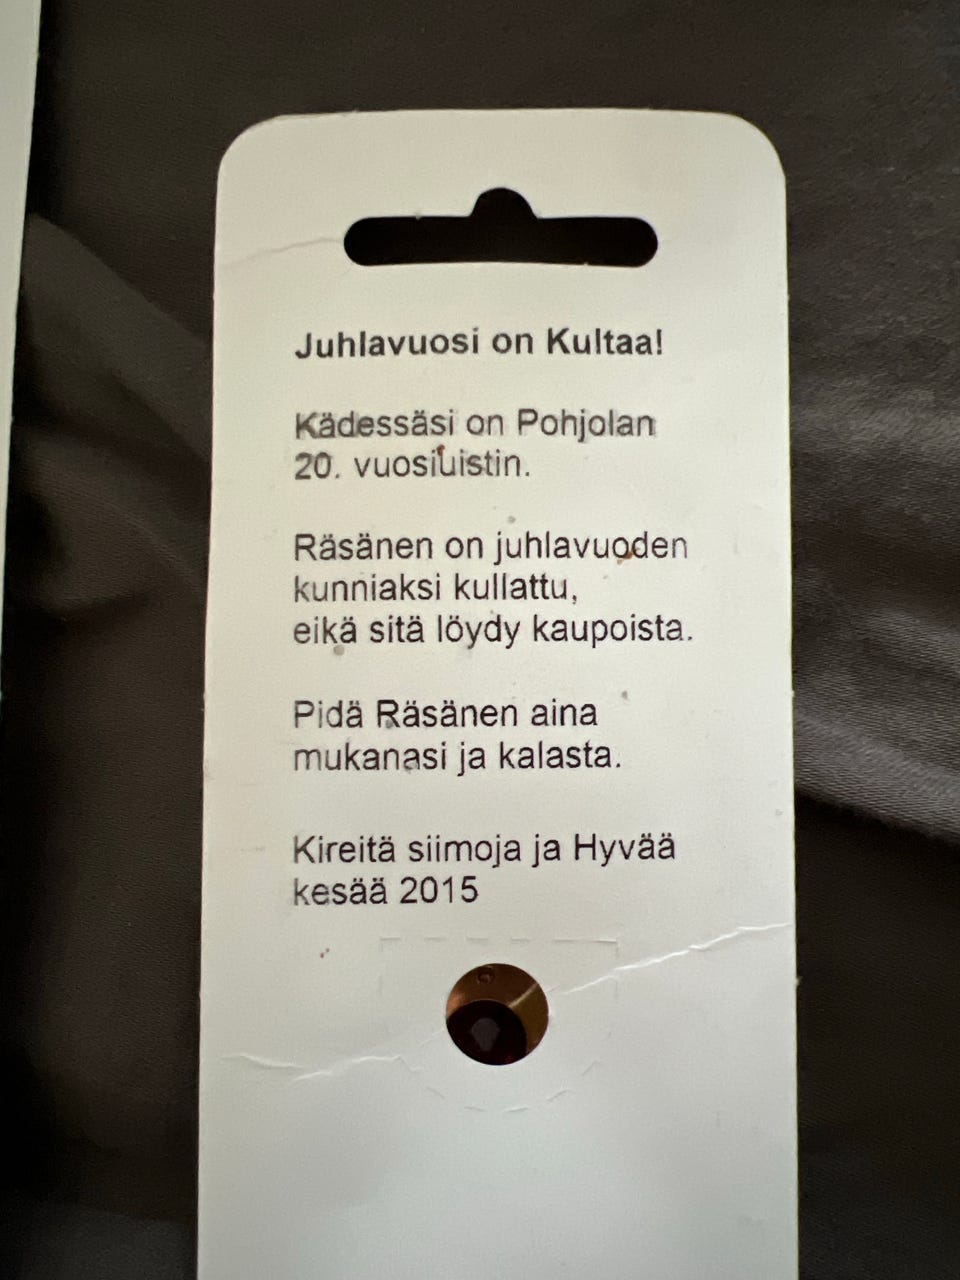 Juhlavuosi on Kultaa!
Kädessäsi on Pohjolan
20. vuosiuistin.
Räsänen on juhlavuoden
kunniaksi kullattu,
eikä sitä löydy kaupoista.
Pidä Räsänen aina
mukanasi ja kalasta.
Kireitä siimoja ja Hyvää
kesää 2015